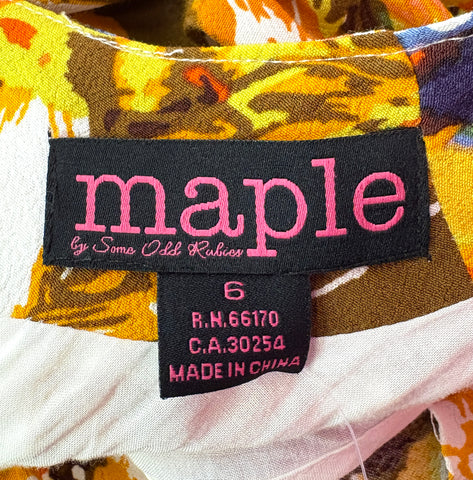 maple
by Some Odd Rubies
6
R.N.66170
C.A.30254
MADE IN CHINA